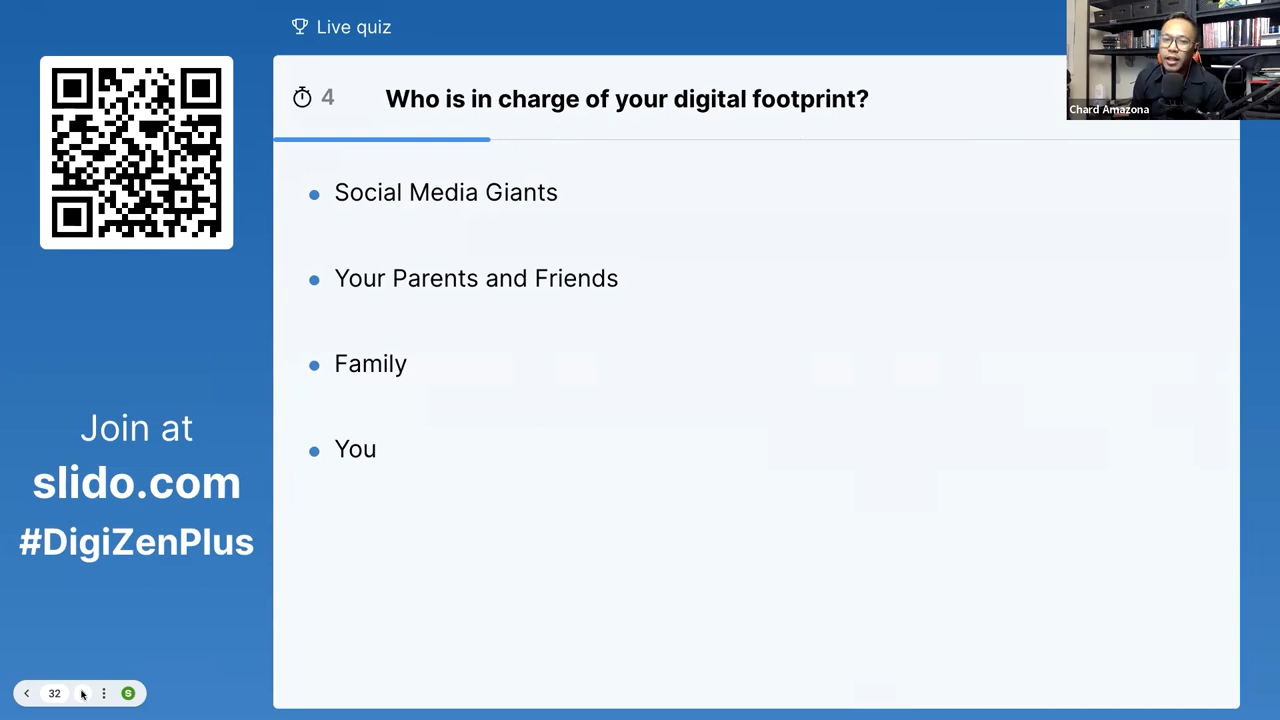 Live quiz
4
Who is in charge of your digital footprint?
Chard Amazona
Social Media Giants
Your Parents and Friends
Family
You
Join at
slido.com
#DigiZenPlus
32
S